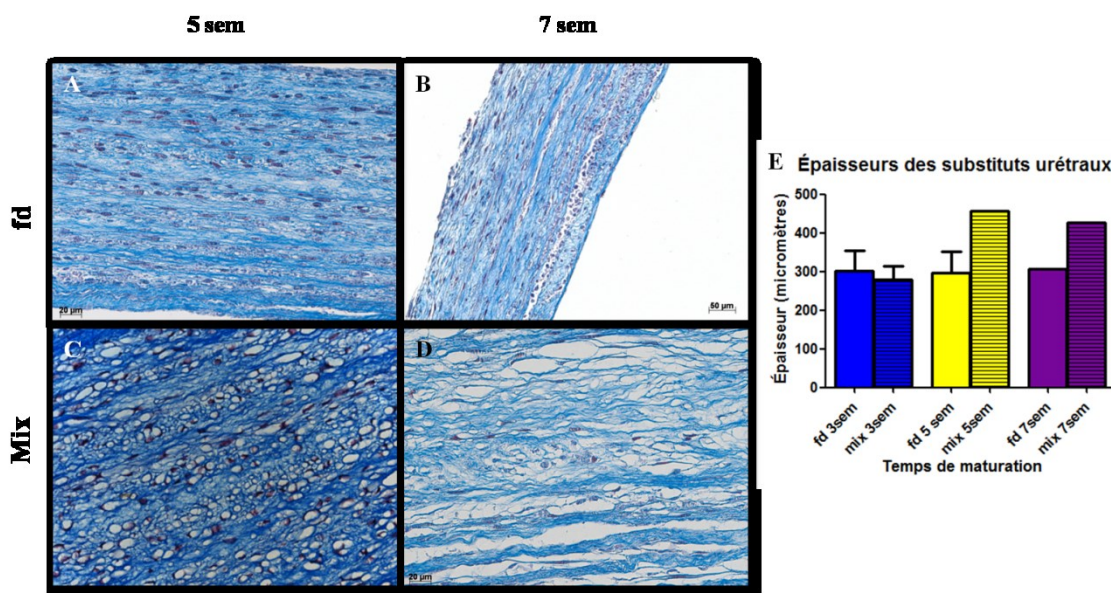 5 sem
7 sem
fd
Mix
A
B
C
D
20 µm
50 µm
20 µm
E
Épaisseurs des substituts urétraux
Épaisseur (micromètres)
500
400
300
200
100
0
fd 3sem
mix 3sem
fd 5 sem
mix 5sem
fd 7sem
mix 7sem
Temps de maturation